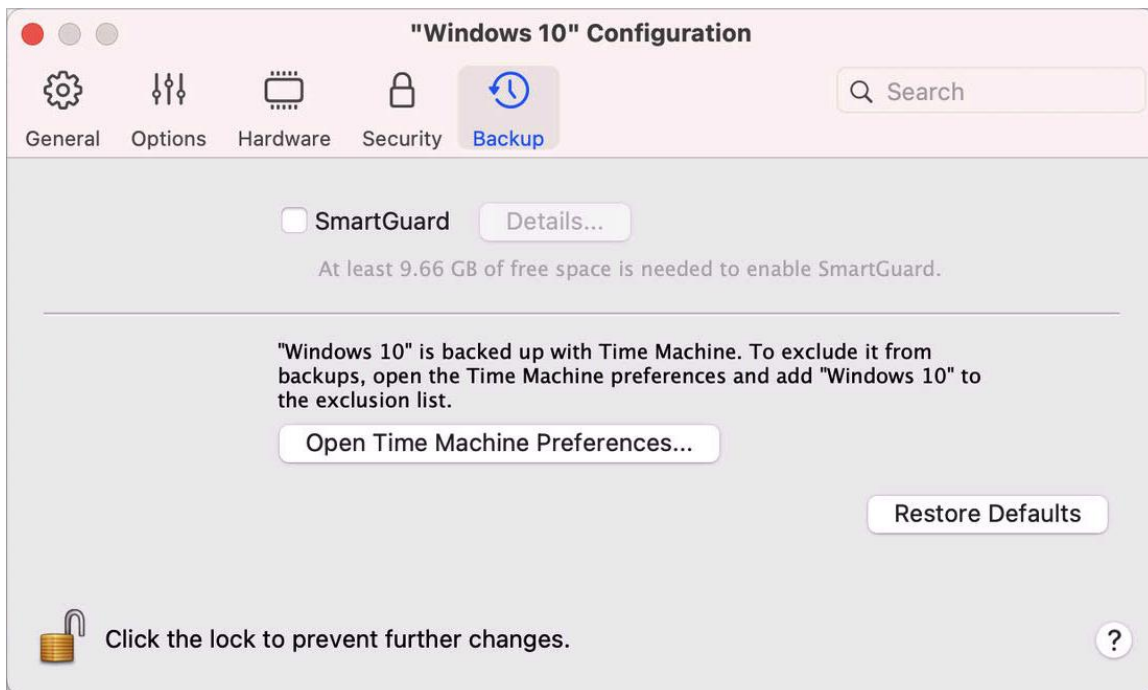 "Windows 10" Configuration
General Options Hardware Security Backup
Search
SmartGuard Details...
At least 9.66 GB of free space is needed to enable SmartGuard.
"Windows 10" is backed up with Time Machine. To exclude it from
backups, open the Time Machine preferences and add "Windows 10" to
the exclusion list.
Open Time Machine Preferences...
Restore Defaults
Click the lock to prevent further changes.
?